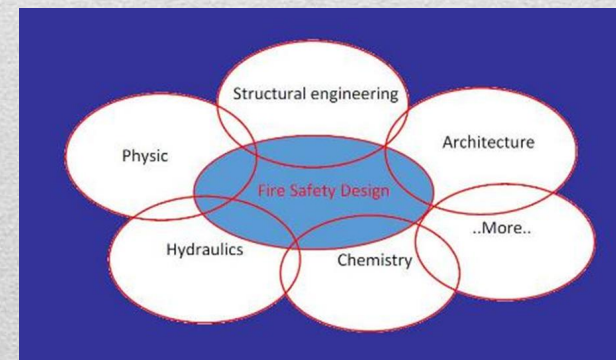 Structural engineering
Physic
Architecture
Fire Safety Design
..More..
Hydraulics
Chemistry